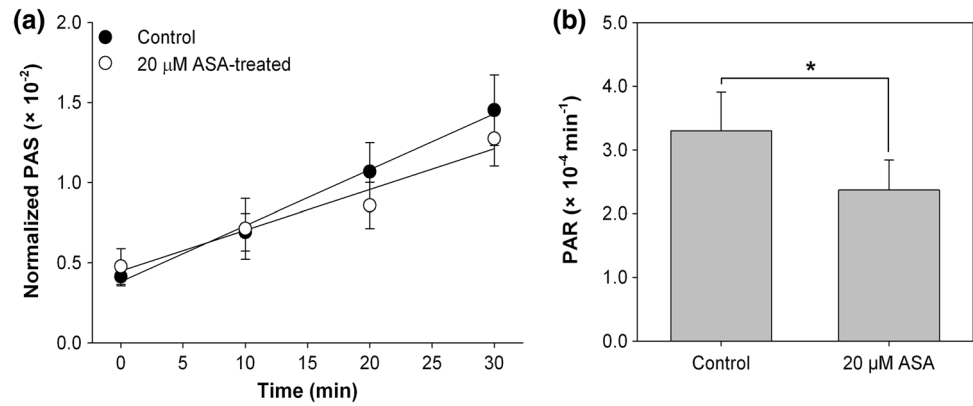 (a)
2.0
1.5
1.0
0.5
0.0
Normalized PAS (× 10⁻²)
Control
20 µM ASA-treated
0 5 10 15 20 25 30
Time (min)
(b)
5.0
4.0
3.0
2.0
1.0
0.0
PAR (× 10⁻⁴ min⁻¹)
*
Control 20 µM ASA